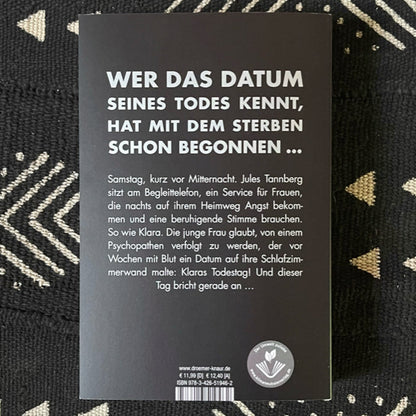 WER DAS DATUM
SEINES TODES KENNT,
HAT MIT DEM STERBEN
SCHON BEGONNEN ...
Samstag, kurz vor Mitternacht. Jules Tannberg
sitzt am Begleittelefon, ein Service für Frauen,
die nachts auf ihrem Heimweg Angst bekom-
men und eine beruhigende Stimme brauchen.
So wie Klara. Die junge Frau glaubt, von einem
Psychopathen verfolgt zu werden, der vor
Wochen mit Blut ein Datum auf ihre Schlafzim-
merwand malte: Klaras Todestag! Und dieser
Tag bricht gerade an ...
www.droemer-knaur.de
€ 11,99 [D] € 12,40 [A]
ISBN 978-3-426-51946-2